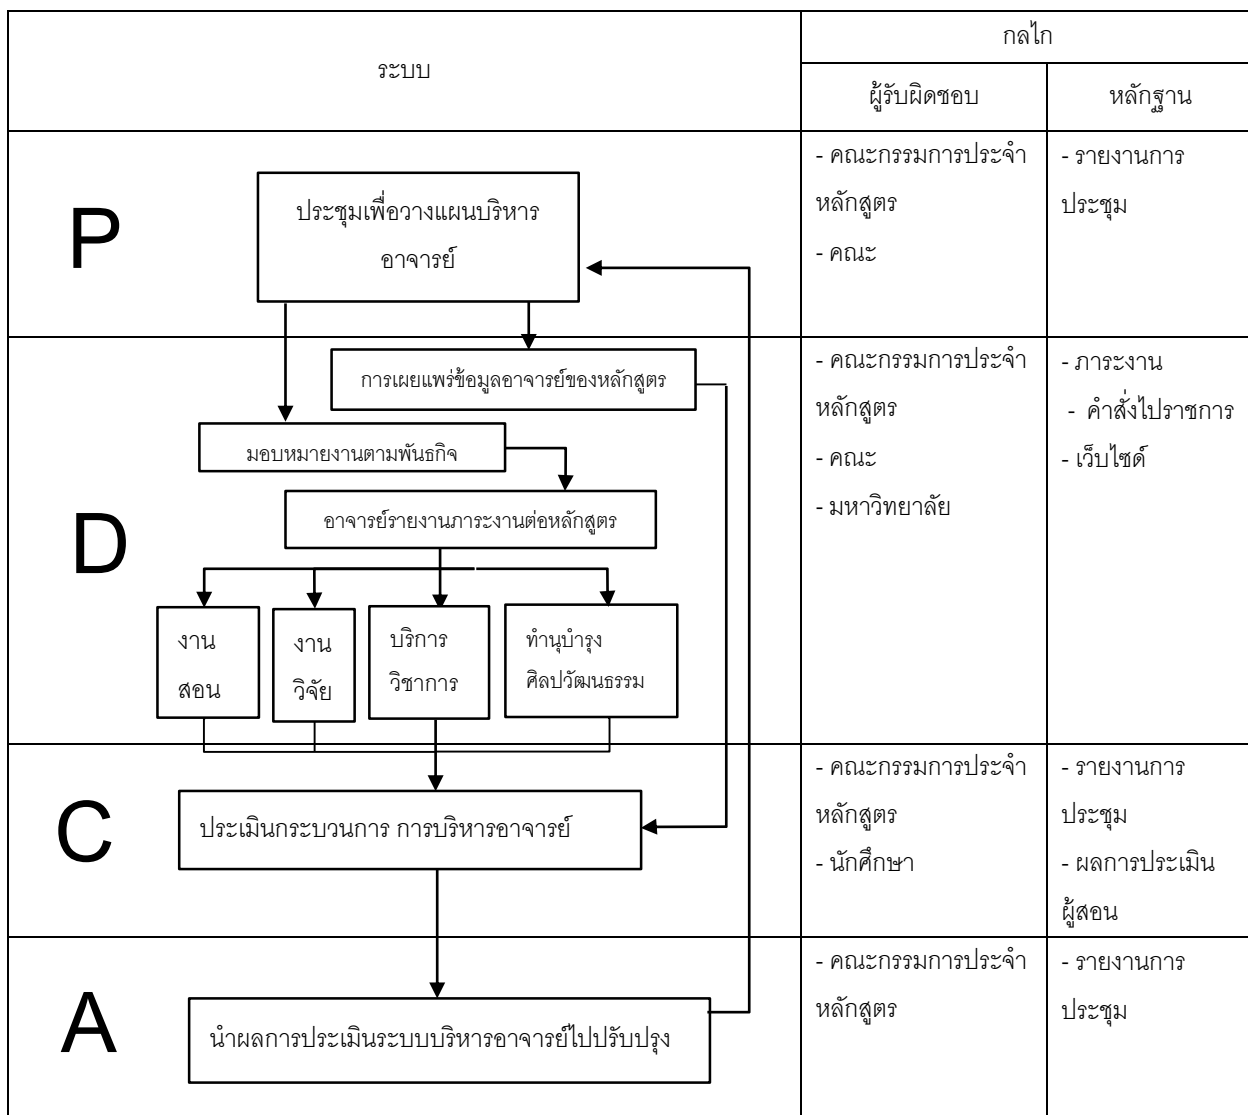 ระบบ
กลไก
ผู้รับผิดชอบ
หลักฐาน
P
ประชุมเพื่อวางแผนบริหาร
อาจารย์
- คณะกรรมการประจำ
หลักสูตร
- คณะ
- รายงานการ
ประชุม
D
การเผยแพร่ข้อมูลอาจารย์ของหลักสูตร
มอบหมายงานตามพันธกิจ
อาจารย์รายงานภาระงานต่อหลักสูตร
งาน
สอน
งาน
วิจัย
บริการ
วิชาการ
ทำนุบำรุง
ศิลปวัฒนธรรม
- คณะกรรมการประจำ
หลักสูตร
- คณะ
- มหาวิทยาลัย
- ภาระงาน
- คำสั่งไปราชการ
- เว็บไซด์
C
ประเมินกระบวนการ การบริหารอาจารย์
- คณะกรรมการประจำ
หลักสูตร
- นักศึกษา
- รายงานการ
ประชุม
- ผลการประเมิน
ผู้สอน
A
นำผลการประเมินระบบบริหารอาจารย์ไปปรับปรุง
- คณะกรรมการประจำ
หลักสูตร
- รายงานการ
ประชุม